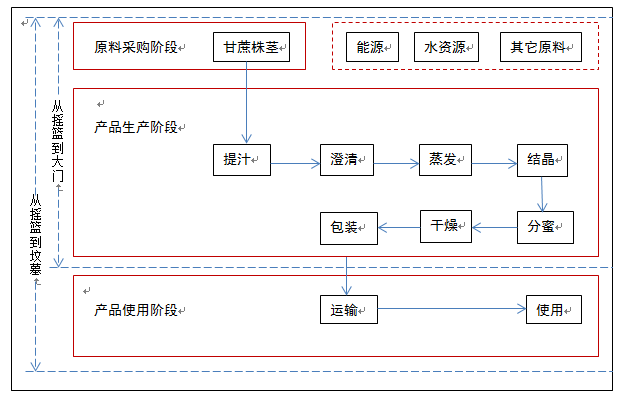 原料采购阶段
甘蔗株茎
能源
水资源
其它原料
从摇篮到大门
产品生产阶段
提汁
澄清
蒸发
结晶
包装
干燥
分蜜
从摇篮到坟墓
产品使用阶段
运输
使用